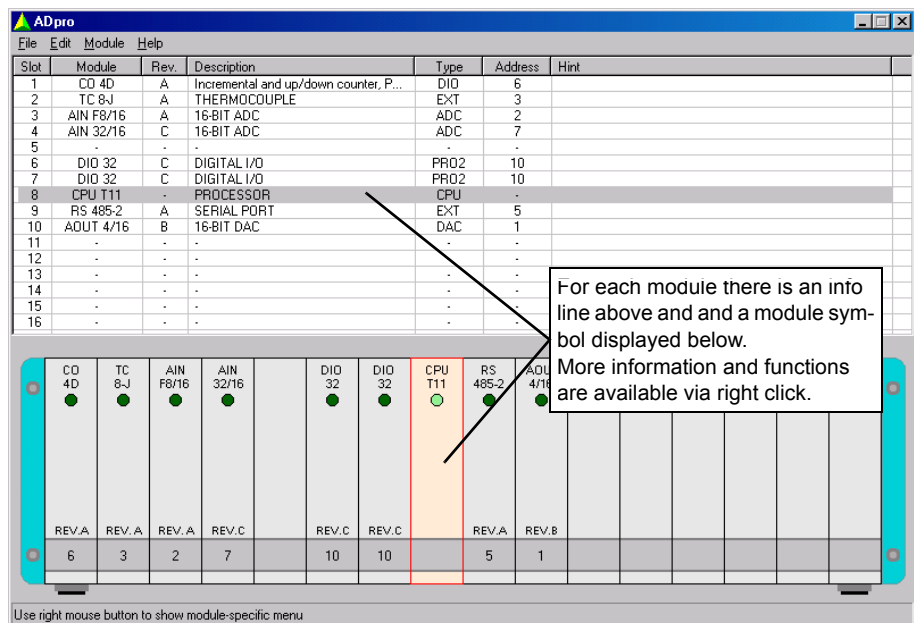 ADpro
File Edit Module Help
Slot Module Rev. Description Type Address Hint
1 CO 4D A Incremental and up/down counter, P... DIO 6
2 TC 8-J A THERMOCOUPLE EXT 3
3 AIN F8/16 A 16-BIT ADC ADC 2
4 AIN 32/16 C 16-BIT ADC ADC 7
5 - - - - -
6 DIO 32 C DIGITAL I/O PRO2 10
7 DIO 32 C DIGITAL I/O PRO2 10
8 CPU T11 - PROCESSOR CPU -
9 RS 485-2 A SERIAL PORT EXT 5
10 AOUT 4/16 B 16-BIT DAC DAC 1
11 - - - - -
12 - - - - -
13 - - - - -
14 - - - - -
15 - - - - -
16 - - - - -
For each module there is an info
line above and and a module sym-
bol displayed below.
More information and functions
are available via right click.
CO TC AIN AIN DIO DIO CPU RS AOU
4D 8-J F8/16 32/16 32 32 T11 485-2 4/16
REV.A REV.A REV.A REV.C REV.C REV.C REV.A REV.B
6 3 2 7 10 10 5 1
Use right mouse button to show module-specific menu